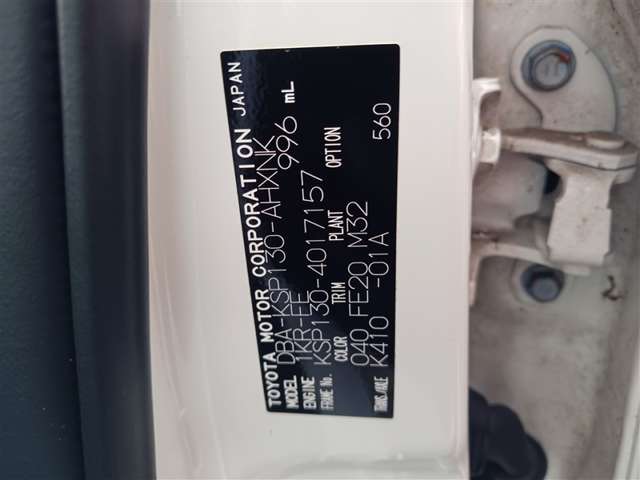 TOYOTA MOTOR CORPORATION JAPAN
MODEL DBA-KSP130-AHXNK
ENGINE 1KR-FE 996 mL
FRAME No. KSP130-4017157
COLOR TRIM PLANT OPTION
040 FE20 M32
TRANS/AXLE K410 -01A 560